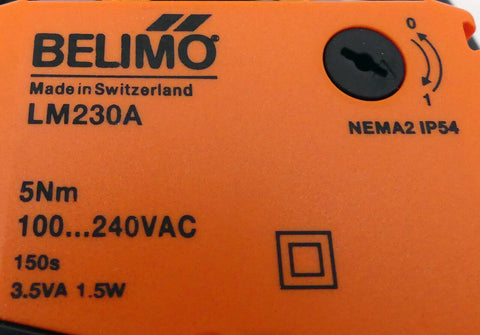 BELIMO
Made in Switzerland
LM230A
0
1
NEMA2 IP54
5Nm
100...240VAC
150s
3.5VA 1.5W